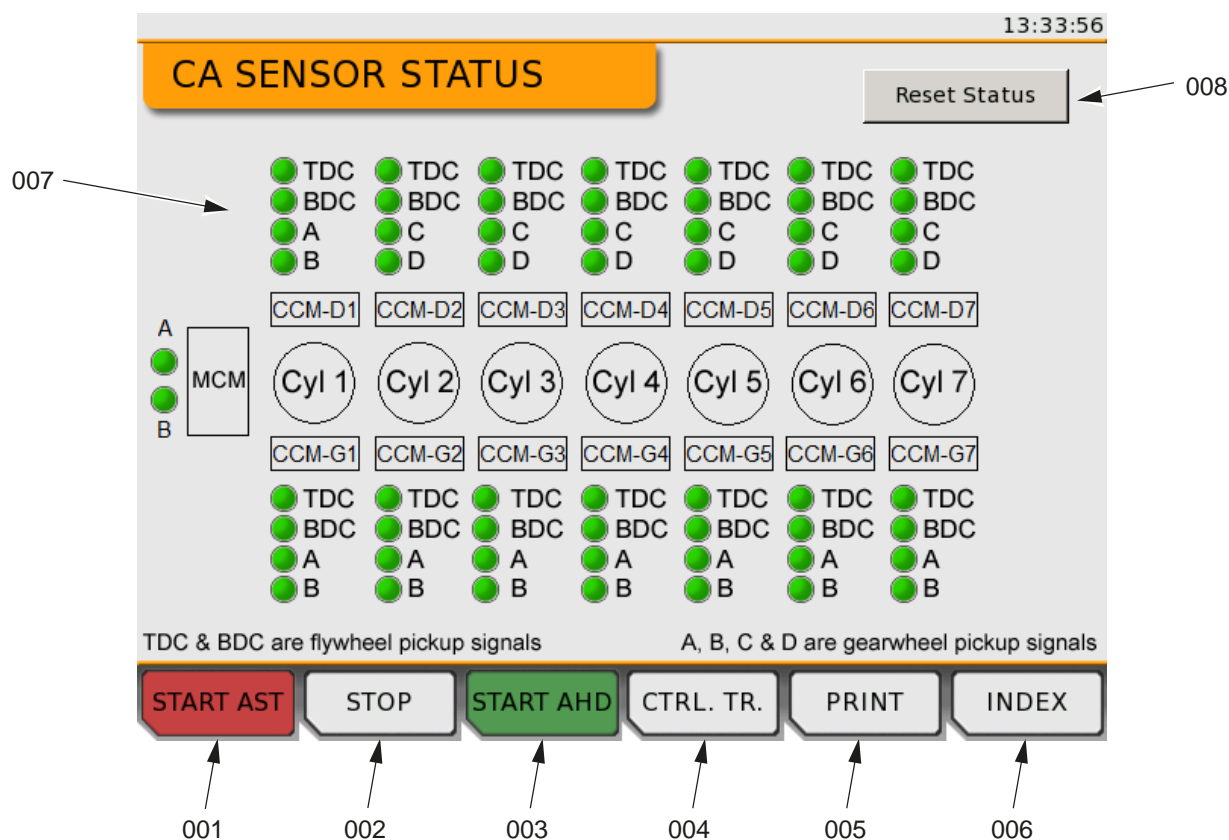 13:33:56
CA SENSOR STATUS
Reset Status
008
007
TDC TDC TDC TDC TDC TDC TDC
BDC BDC BDC BDC BDC BDC BDC
A C C C C C C
B D D D D D D
CCM-D1 CCM-D2 CCM-D3 CCM-D4 CCM-D5 CCM-D6 CCM-D7
A
MCM Cyl 1 Cyl 2 Cyl 3 Cyl 4 Cyl 5 Cyl 6 Cyl 7
B
CCM-G1 CCM-G2 CCM-G3 CCM-G4 CCM-G5 CCM-G6 CCM-G7
TDC TDC TDC TDC TDC TDC TDC
BDC BDC BDC BDC BDC BDC BDC
A A A A A A A
B B B B B B B
TDC & BDC are flywheel pickup signals A, B, C & D are gearwheel pickup signals
START AST STOP START AHD CTRL. TR. PRINT INDEX
001 002 003 004 005 006